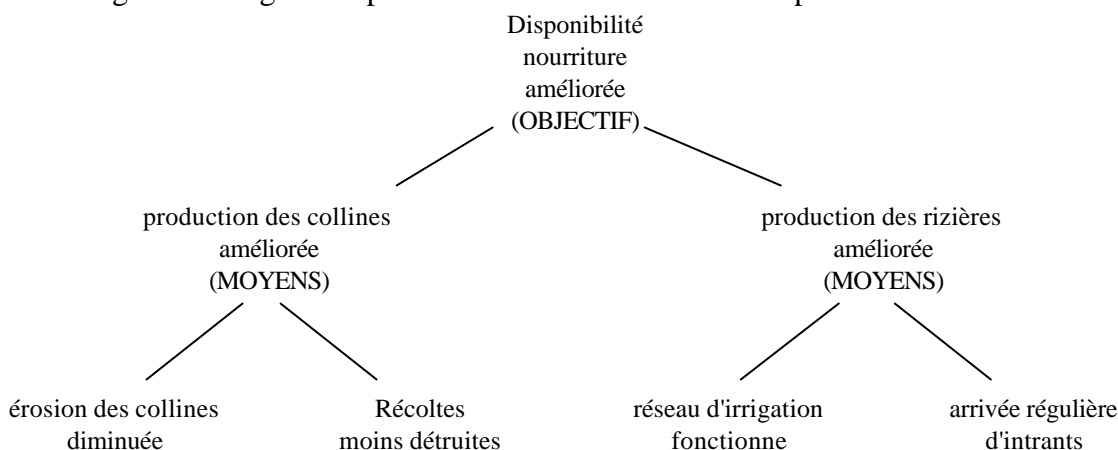 Disponibilité
nourriture
améliorée
(OBJECTIF)
production des collines
améliorée
(MOYENS)
production des rizières
améliorée
(MOYENS)
érosion des collines
diminuée
Récoltes
moins détruites
réseau d'irrigation
fonctionne
arrivée régulière
d'intrants